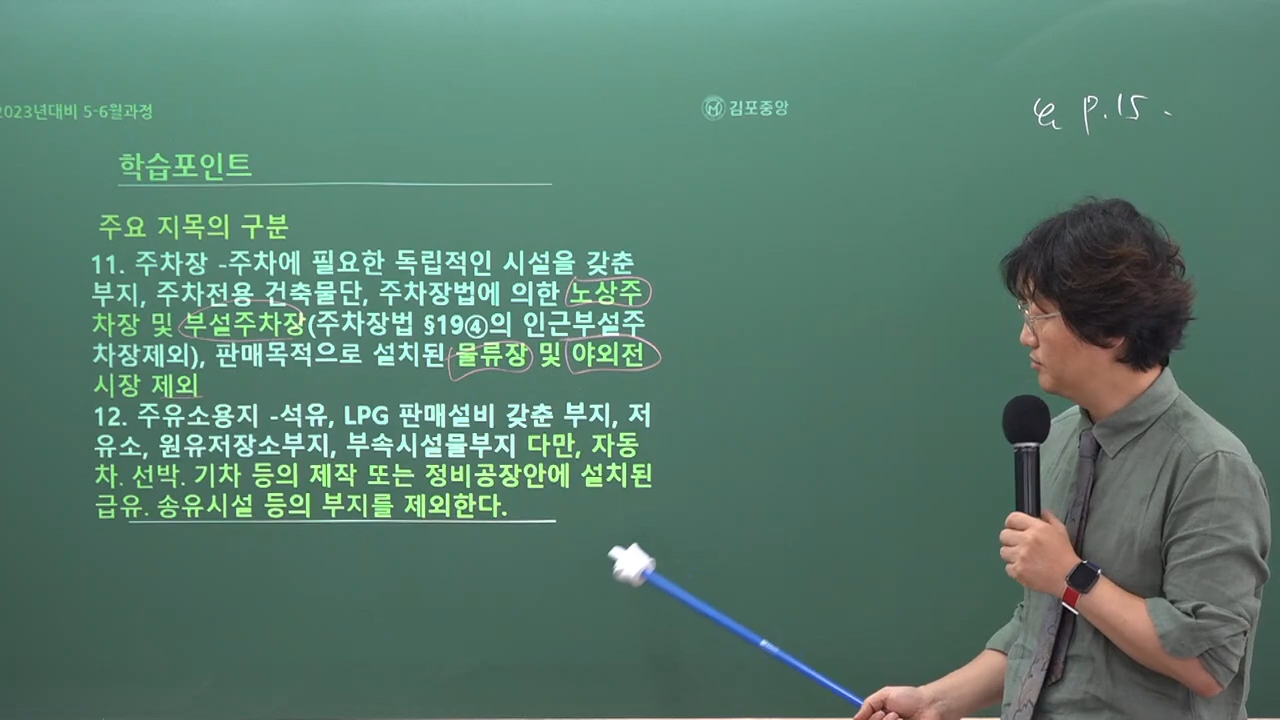 2023년대비 5-6월과정
김포중앙
p.15.
학습포인트
주요 지목의 구분
11. 주차장 -주차에 필요한 독립적인 시설을 갖춘
부지, 주차전용 건축물단, 주차장법에 의한 노상주
차장 및 부설주차장(주차장법 §19④의 인근부설주
차장제외), 판매목적으로 설치된 물류장 및 야외전
시장 제외
12. 주유소용지 -석유, LPG 판매설비 갖춘 부지, 저
유소, 원유저장소부지, 부속시설물부지 다만, 자동
차. 선박. 기차 등의 제작 또는 정비공장안에 설치된
급유. 송유시설 등의 부지를 제외한다.